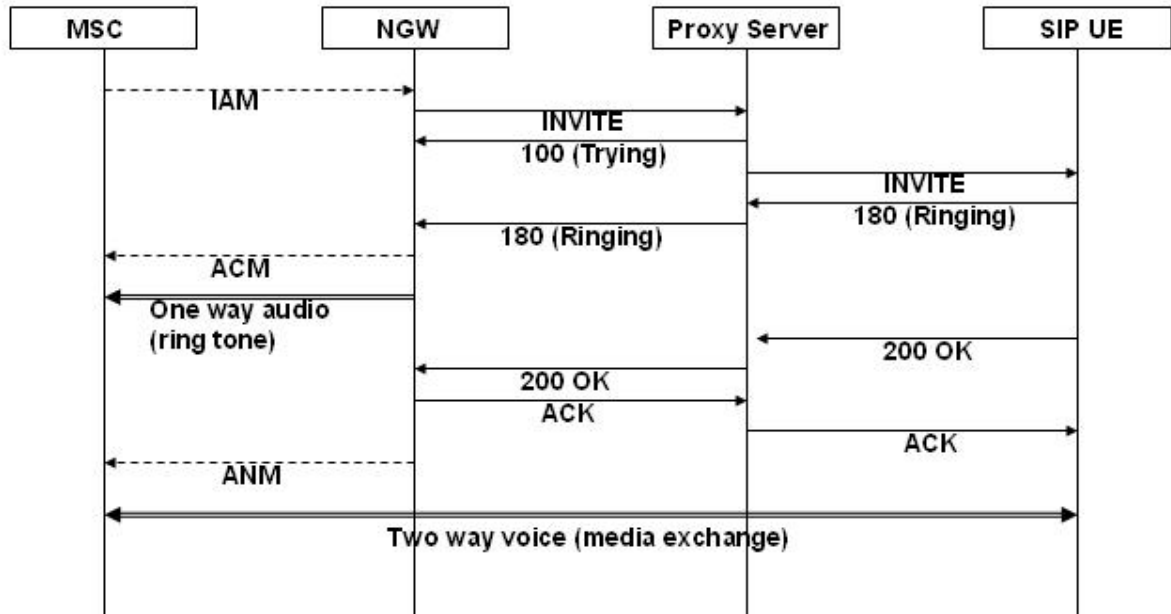 MSC
NGW
Proxy Server
SIP UE
IAM
INVITE
100 (Trying)
INVITE
180 (Ringing)
180 (Ringing)
ACM
One way audio
(ring tone)
200 OK
200 OK
ACK
ACK
ANM
Two way voice (media exchange)